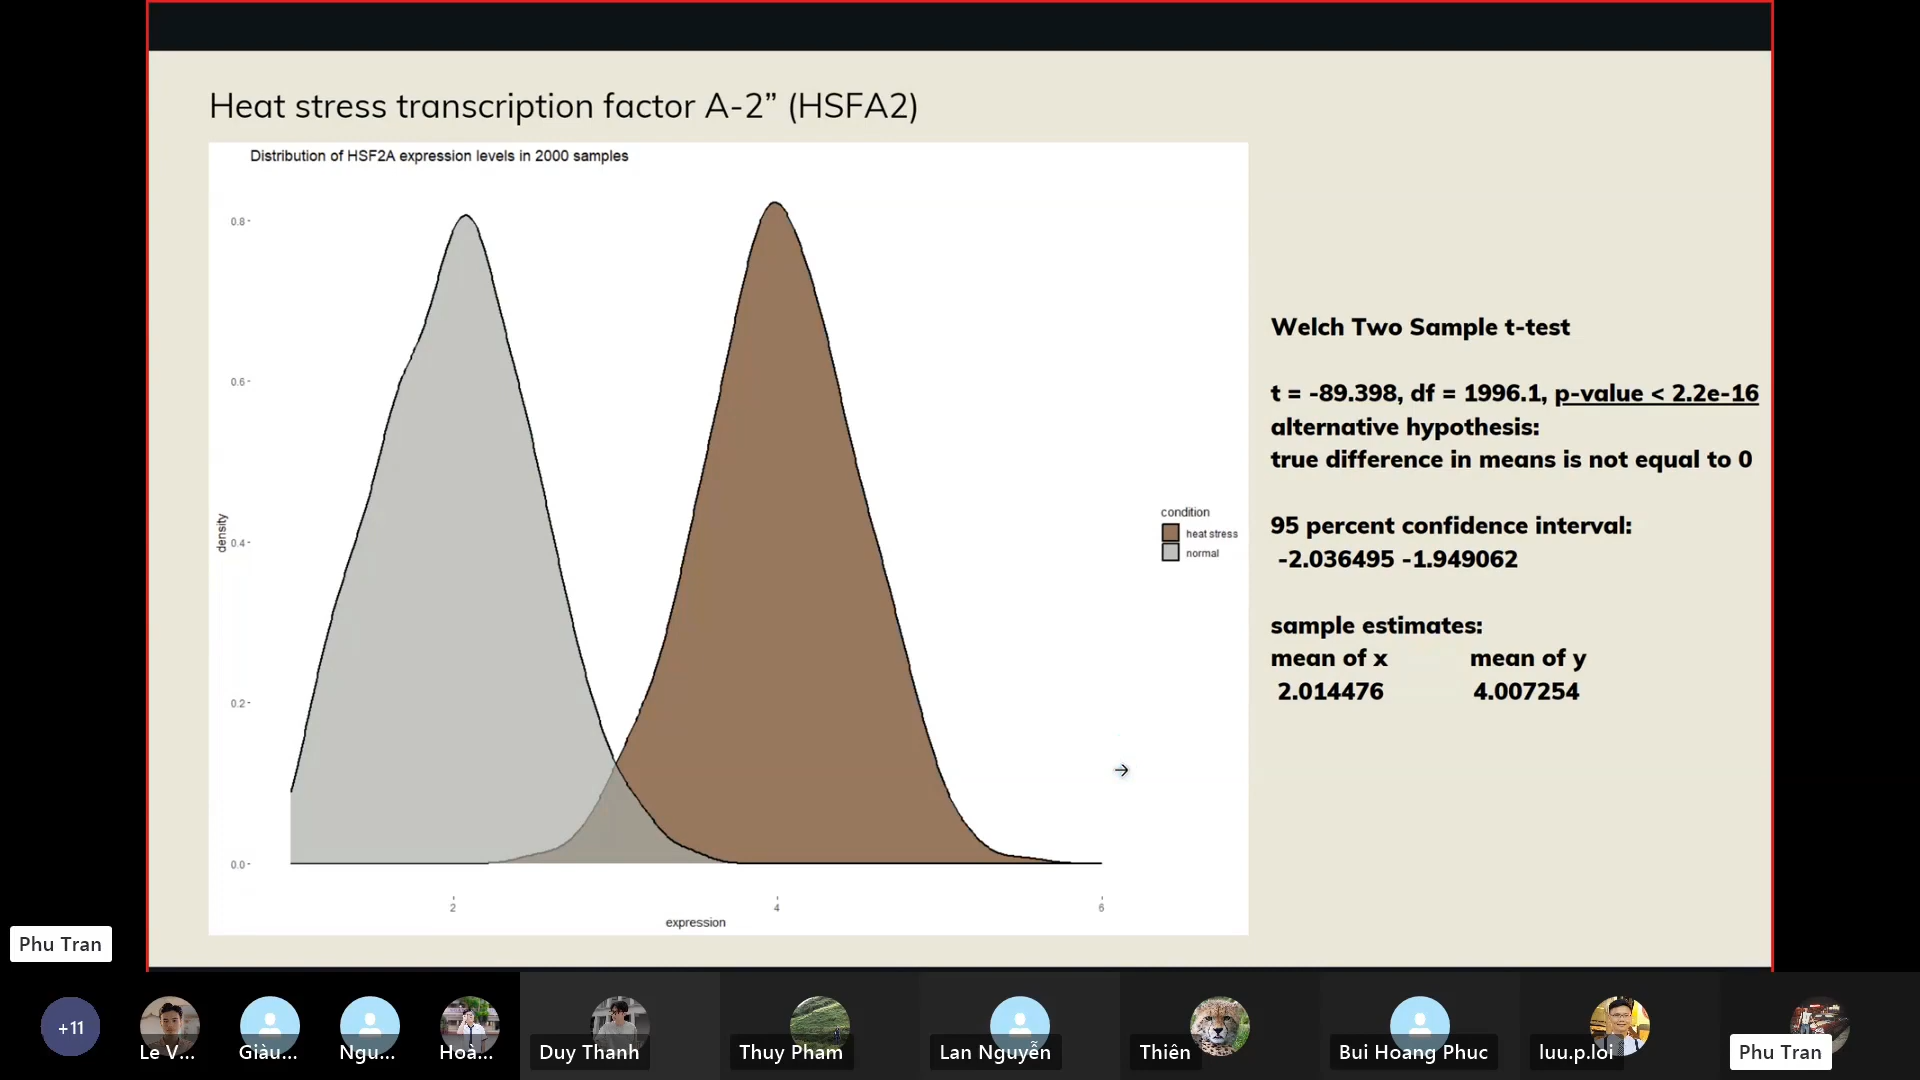 Heat stress transcription factor A-2” (HSFA2)
Distribution of HSF2A expression levels in 2000 samples
0.8
0.6
0.4
0.2
0.0
density
2
4
6
expression
condition
heat stress
normal
Welch Two Sample t-test
t = -89.398, df = 1996.1, p-value < 2.2e-16
alternative hypothesis:
true difference in means is not equal to 0
95 percent confidence interval:
-2.036495 -1.949062
sample estimates:
mean of x mean of y
2.014476 4.007254
Phu Tran
+11
Le V...
Giàu...
Ngu...
Hoà...
Duy Thanh
Thuy Pham
Lan Nguyễn
Thiên
Bui Hoang Phuc
luu.p.loi
Phu Tran